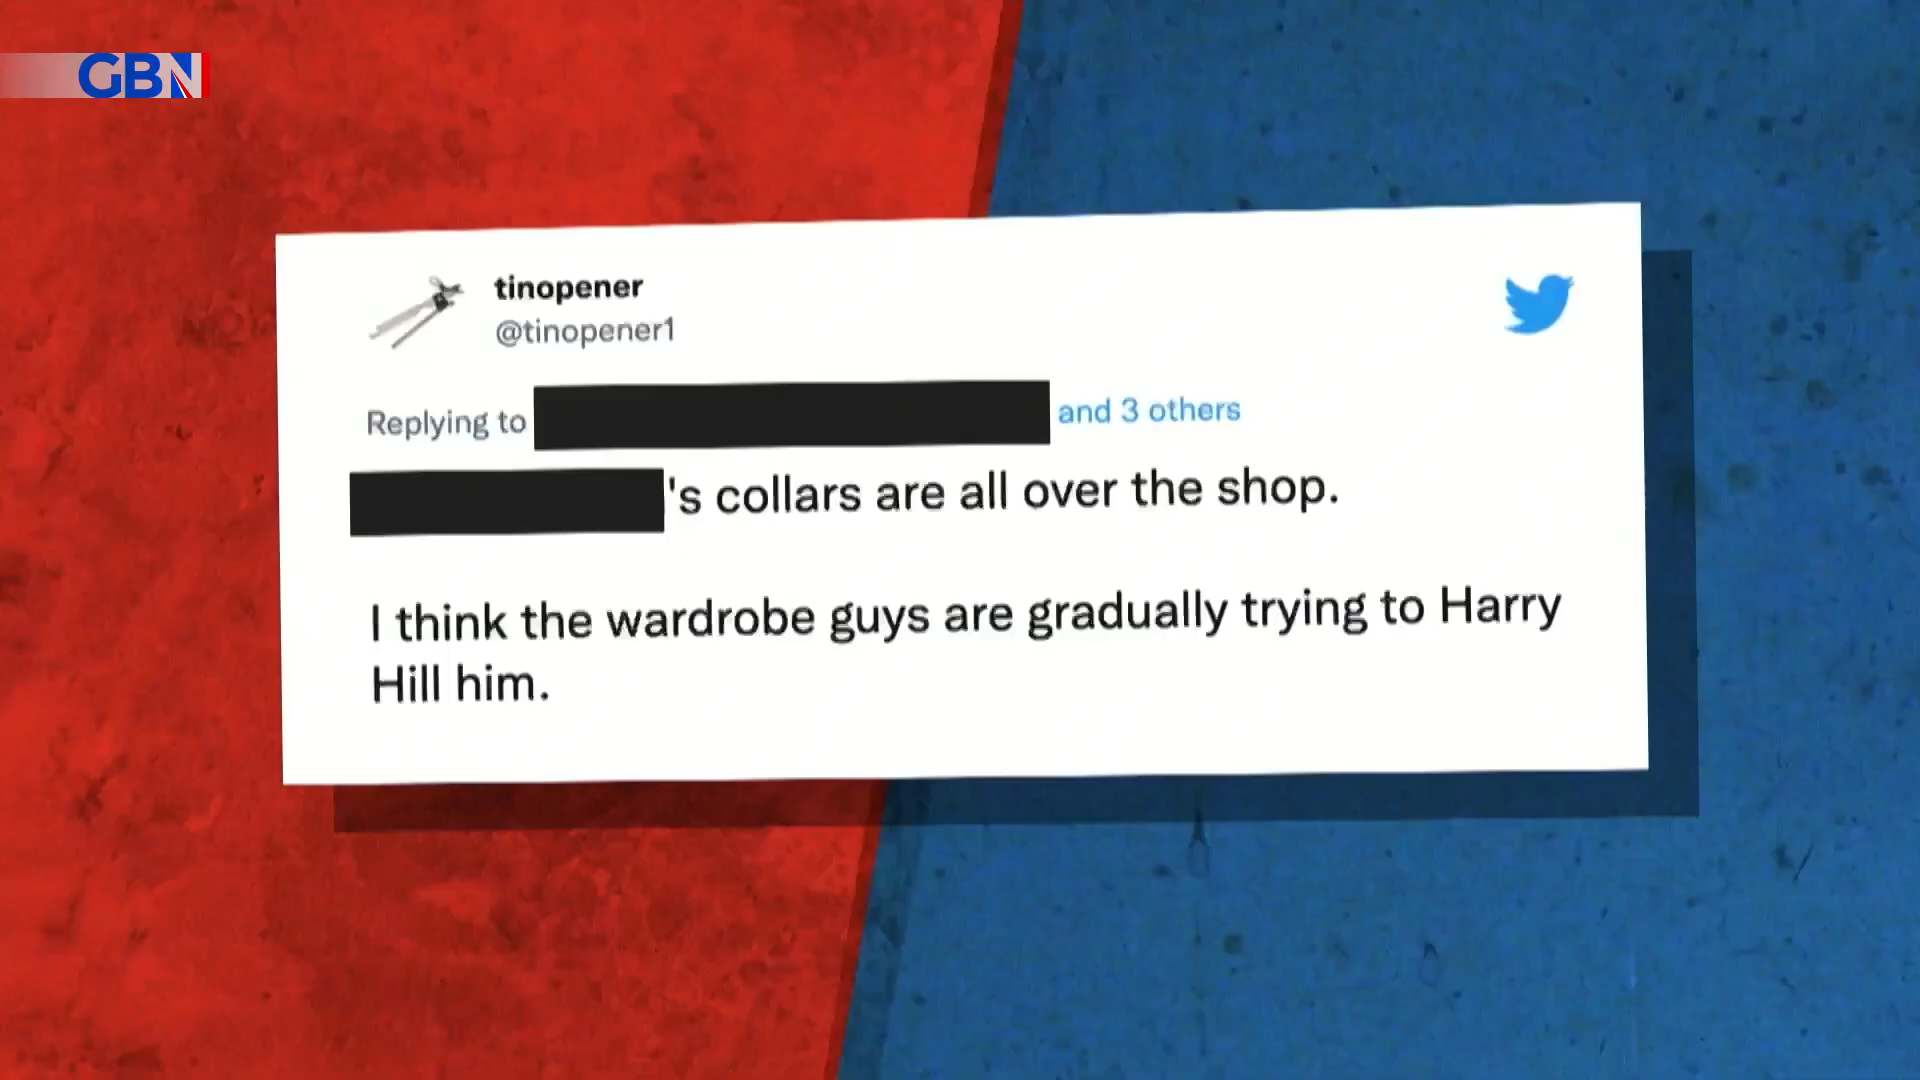 GBN
tinopener
@tinopener1
Replying to and 3 others
's collars are all over the shop.
I think the wardrobe guys are gradually trying to Harry
Hill him.